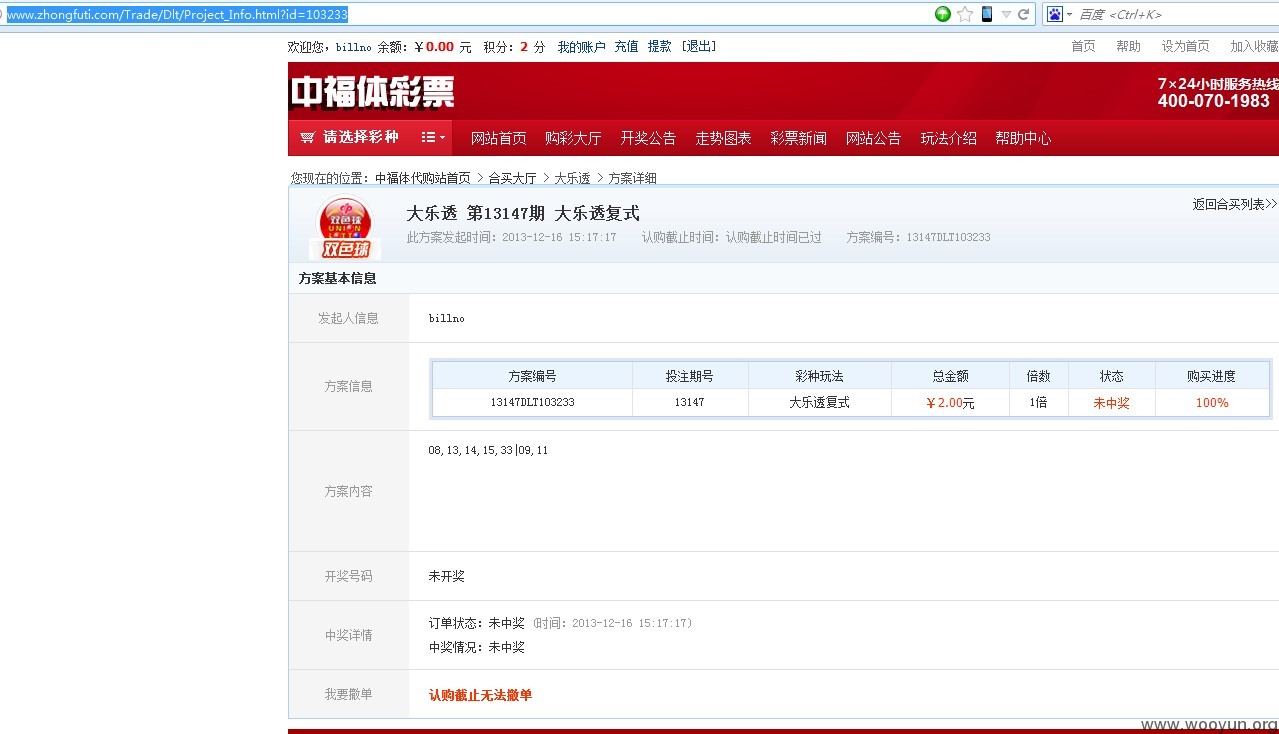 www.zhongfuti.com/Trade/Dlt/Project_Info.html?id=103233
百度 <Ctrl+K>
欢迎您，billno 余额：￥0.00 元 积分：2 分 我的账户 充值 提款 [退出]
首页 帮助 设为首页 加入收藏
中福体彩票
7×24小时服务热线
400-070-1983
请选择彩种
网站首页 购彩大厅 开奖公告 走势图表 彩票新闻 网站公告 玩法介绍 帮助中心
您现在的位置：中福体代购站首页 > 合买大厅 > 大乐透 > 方案详细
双色球
UNION
LOTTO
双色球
大乐透 第13147期 大乐透复式
返回合买列表>>
此方案发起时间：2013-12-16 15:17:17 认购截止时间：认购截止时间已过 方案编号：13147DLT103233
方案基本信息
发起人信息 billno
方案信息
方案编号 投注期号 彩种玩法 总金额 倍数 状态 购买进度
13147DLT103233 13147 大乐透复式 ￥2.00元 1倍 未中奖 100%
方案内容
08,13,14,15,33|09,11
开奖号码 未开奖
中奖详情
订单状态：未中奖 (时间：2013-12-16 15:17:17)
中奖情况：未中奖
我要撤单 认购截止无法撤单
www.wooyun.org